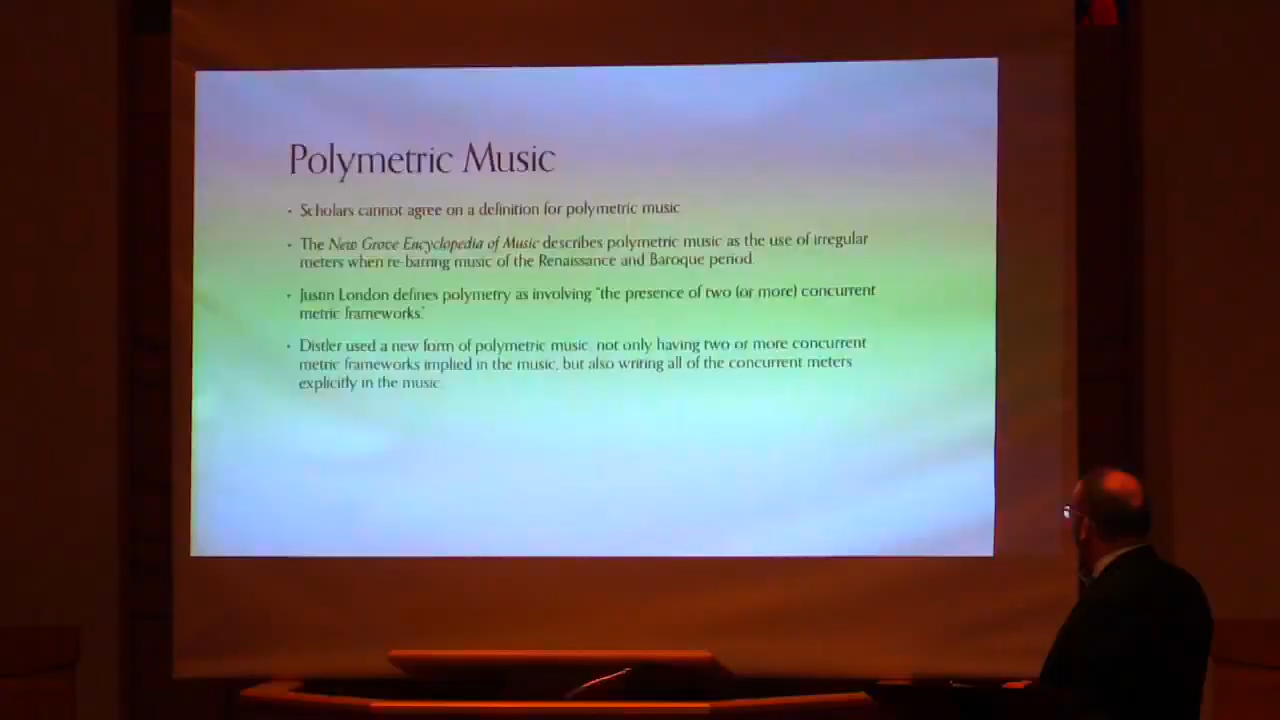 Polymetric Music
• Scholars cannot agree on a definition for polymetric music
• The New Grove Encyclopedia of Music describes polymetric music as the use of irregular
meters when re-barring music of the Renaissance and Baroque period.
• Justin London defines polymetry as involving “the presence of two (or more) concurrent
metric frameworks.”
• Distler used a new form of polymetric music, not only having two or more concurrent
metric frameworks implied in the music, but also writing all of the concurrent meters
explicitly in the music.